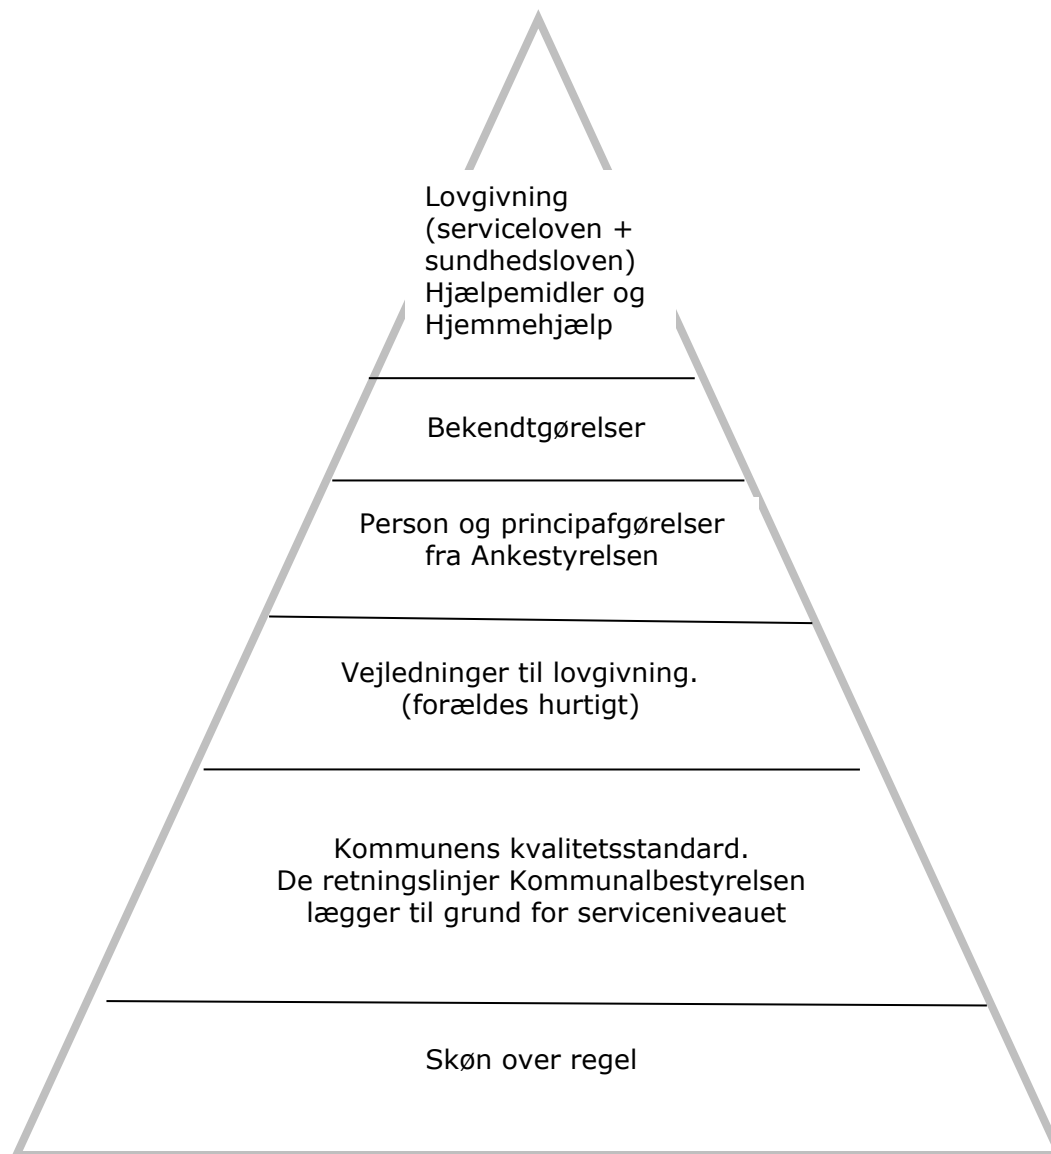 Lovgivning
(serviceloven +
sundhedsloven)
Hjælpemidler og
Hjemmehjælp
Bekendtgørelser
Person og principafgørelser
fra Ankestyrelsen
Vejledninger til lovgivning.
(forældes hurtigt)
Kommunens kvalitetsstandard.
De retningslinjer Kommunalbestyrelsen
lægger til grund for serviceniveauet
Skøn over regel